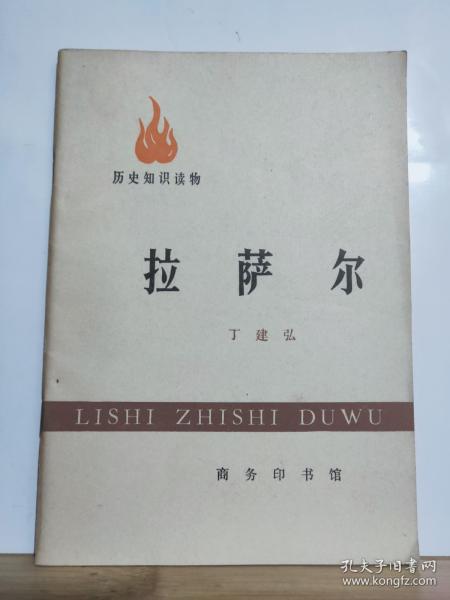 历史知识读物
拉萨尔
丁建弘
LISHI ZHISHI DUWU
商务印书馆
孔夫子旧书网
www.kongfz.com